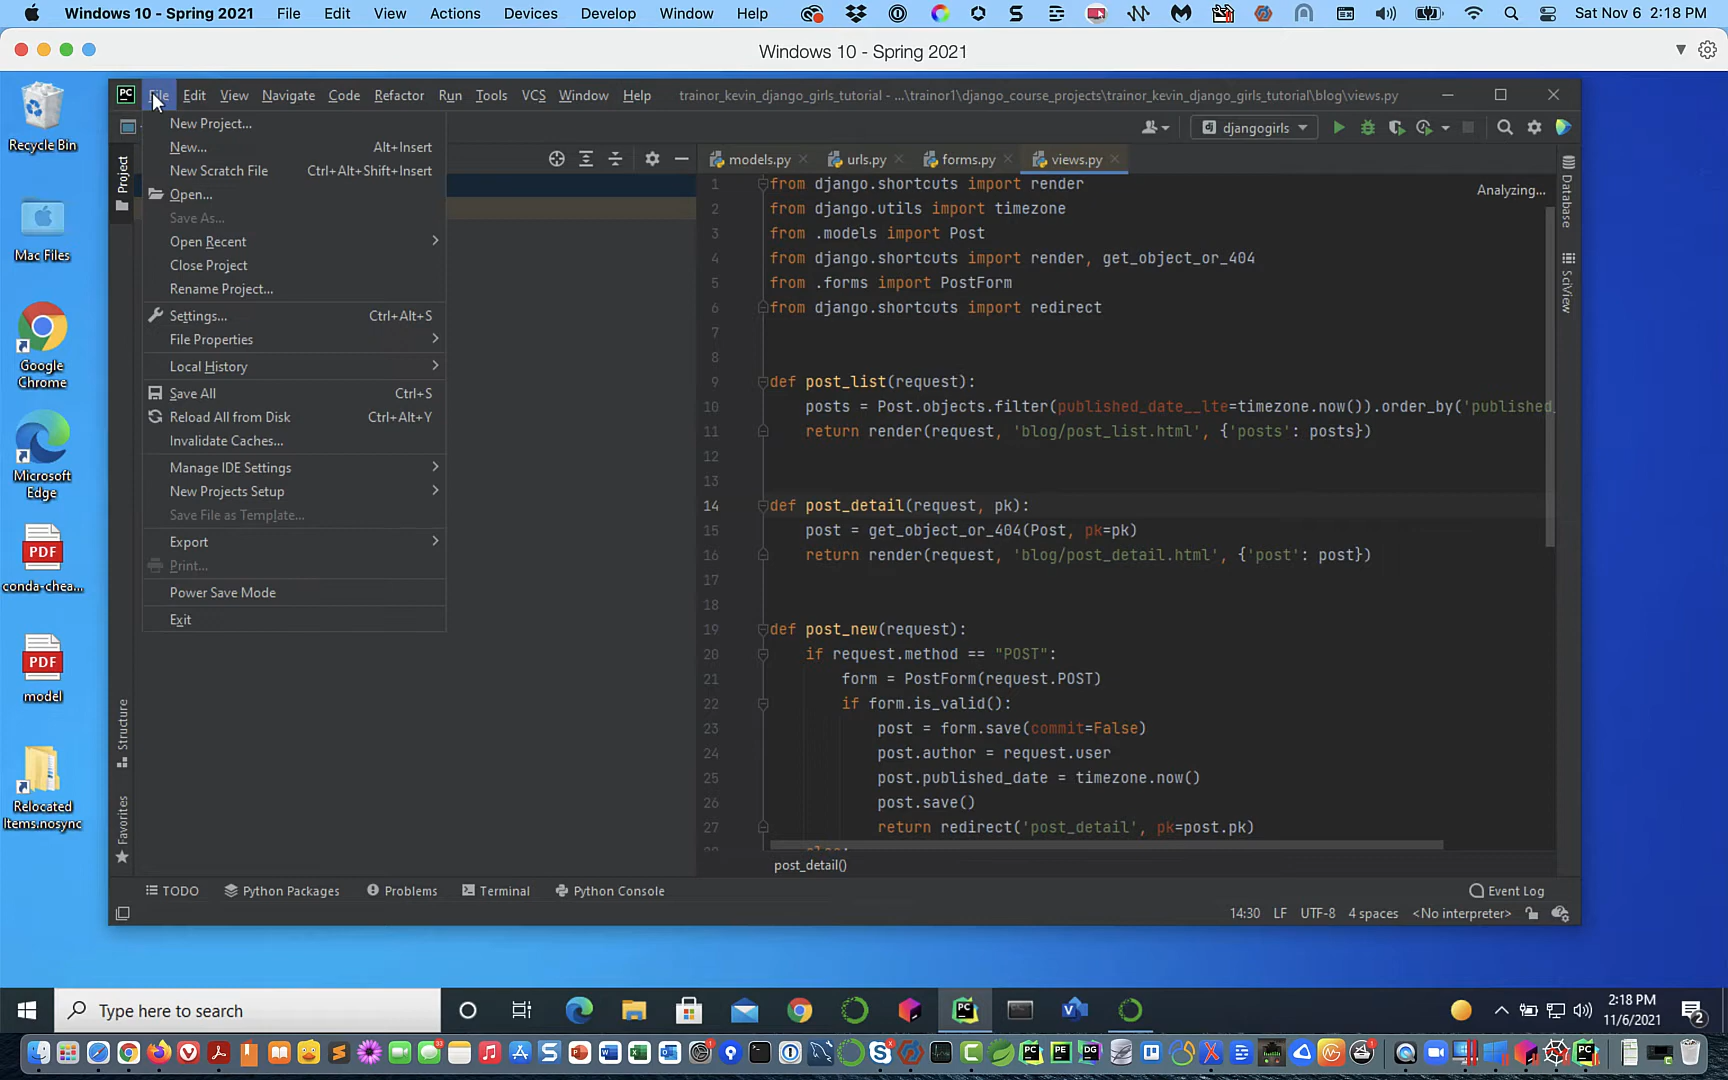 Windows 10 - Spring 2021 File Edit View Actions Devices Develop Window Help Sat Nov 6 2:18 PM
Windows 10 - Spring 2021
PC File Edit View Navigate Code Refactor Run Tools VCS Window Help trainor_kevin_django_girls_tutorial - ...\trainor1\django_course_projects\trainor_kevin_django_girls_tutorial\blog\views.py
djangogirls
Recycle Bin
Mac Files
Google
Chrome
Microsoft
Edge
PDF
conda-chea...
PDF
model
Relocated
Items.nosync
Project
Structure
Favorites
New Project...
New... Alt+Insert
New Scratch File Ctrl+Alt+Shift+Insert
Open...
Save As...
Open Recent
Close Project
Rename Project...
Settings... Ctrl+Alt+S
File Properties
Local History
Save All Ctrl+S
Reload All from Disk Ctrl+Alt+Y
Invalidate Caches...
Manage IDE Settings
New Projects Setup
Save File as Template...
Export
Print...
Power Save Mode
Exit
models.py urls.py forms.py views.py
Analyzing...
1 from django.shortcuts import render
2 from django.utils import timezone
3 from .models import Post
4 from django.shortcuts import render, get_object_or_404
5 from .forms import PostForm
6 from django.shortcuts import redirect
7
8
9 def post_list(request):
10 posts = Post.objects.filter(published_date__lte=timezone.now()).order_by('published_
11 return render(request, 'blog/post_list.html', {'posts': posts})
12
13
14 def post_detail(request, pk):
15 post = get_object_or_404(Post, pk=pk)
16 return render(request, 'blog/post_detail.html', {'post': post})
17
18
19 def post_new(request):
20 if request.method == "POST":
21 form = PostForm(request.POST)
22 if form.is_valid():
23 post = form.save(commit=False)
24 post.author = request.user
25 post.published_date = timezone.now()
26 post.save()
27 return redirect('post_detail', pk=post.pk)
post_detail()
Database
SciView
TODO Python Packages Problems Terminal Python Console Event Log
14:30 LF UTF-8 4 spaces <No interpreter>
Type here to search
2:18 PM
11/6/2021
2